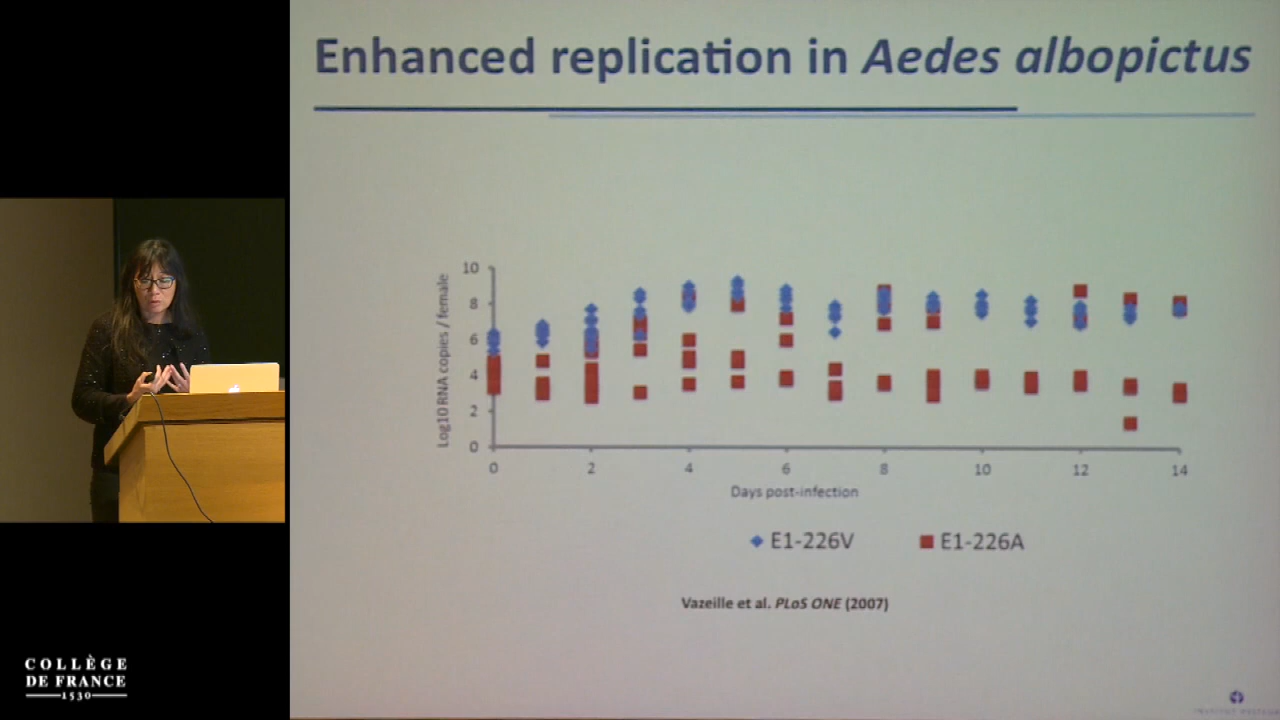 Enhanced replication in Aedes albopictus
Log10 RNA copies / female
10
8
6
4
2
0
0 2 4 6 8 10 12 14
Days post-infection
E1-226V E1-226A
Vazeille et al. PLoS ONE (2007)
COLLÈGE
DE FRANCE
1530
INSTITUT PASTEUR